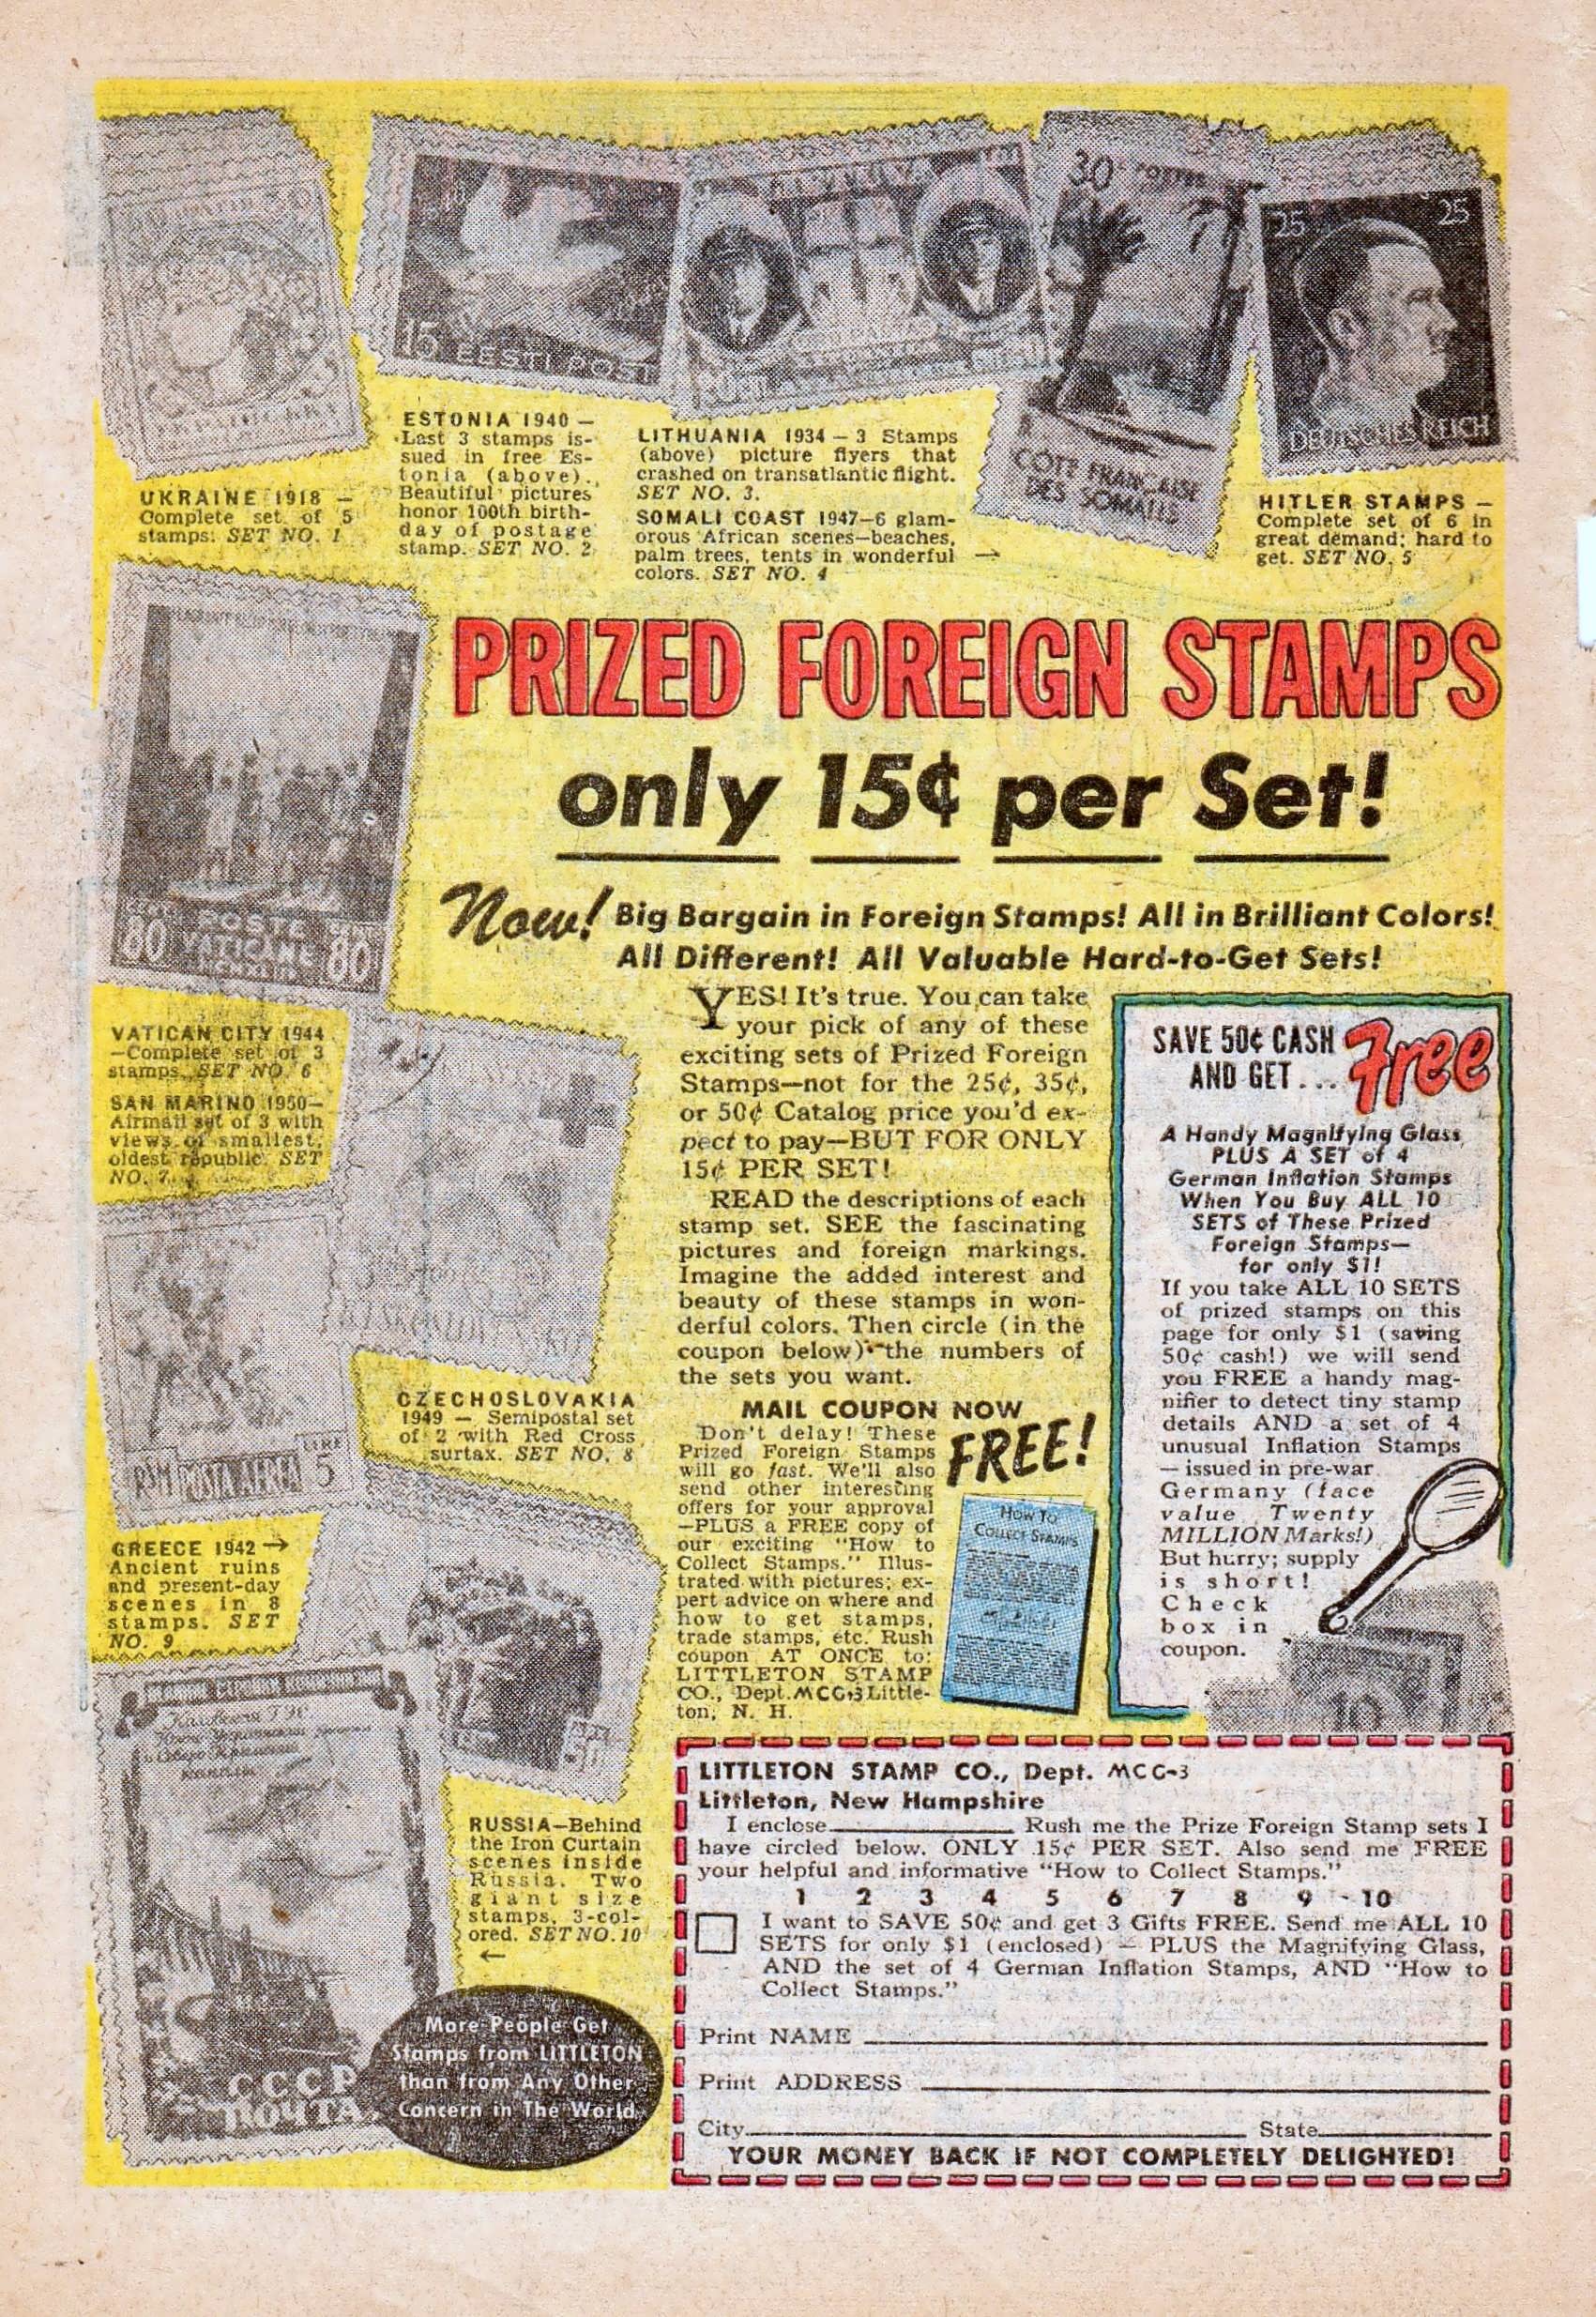 15 EESTI POST
30c POSTES
CÔTE FRANÇAISE
DES SOMALIS
25 25
DEUTSCHES REICH
UKRAINE 1918 —
Complete set of 5
stamps. SET NO. 1
ESTONIA 1940 —
Last 3 stamps is-
sued in free Es-
tonia (above).
Beautiful pictures
honor 100th birth-
day of postage
stamp. SET NO. 2
LITHUANIA 1934 — 3 Stamps
(above) picture flyers that
crashed on transatlantic flight.
SET NO. 3.
SOMALI COAST 1947—6 glam-
orous African scenes—beaches,
palm trees, tents in wonderful →
colors. SET NO. 4
HITLER STAMPS —
Complete set of 6 in
great demand; hard to
get. SET NO. 5
PRIZED FOREIGN STAMPS
only 15¢ per Set!
Now! Big Bargain in Foreign Stamps! All in Brilliant Colors!
All Different! All Valuable Hard-to-Get Sets!
POSTE
80 VATICANE 80
VATICAN CITY 1944
—Complete set of 3
stamps. SET NO. 6
SAN MARINO 1950—
Airmail set of 3 with
views of smallest,
oldest republic. SET
NO. 7
LIRE
RSM POSTA AEREA 5
CZECHOSLOVAKIA
1949 — Semipostal set
of 2 with Red Cross
surtax. SET NO. 8
GREECE 1942 →
Ancient ruins
and present-day
scenes in 8
stamps. SET
NO. 9
RUSSIA—Behind
the Iron Curtain
scenes inside
Russia. Two
giant size
stamps, 3-col-
ored. SET NO. 10
←
СССР
ПОЧТА
More People Get
Stamps from LITTLETON
than from Any Other
Concern in The World
YES! It's true. You can take
your pick of any of these
exciting sets of Prized Foreign
Stamps—not for the 25¢, 35¢,
or 50¢ Catalog price you'd ex-
pect to pay—BUT FOR ONLY
15¢ PER SET!
READ the descriptions of each
stamp set. SEE the fascinating
pictures and foreign markings.
Imagine the added interest and
beauty of these stamps in won-
derful colors. Then circle (in the
coupon below) the numbers of
the sets you want.
MAIL COUPON NOW
Don't delay! These
Prized Foreign Stamps
will go fast. We'll also
send other interesting
offers for your approval
—PLUS a FREE copy of
our exciting "How to
Collect Stamps." Illus-
trated with pictures; ex-
pert advice on where and
how to get stamps,
trade stamps, etc. Rush
coupon AT ONCE to:
LITTLETON STAMP
CO., Dept. MCC-3 Little-
ton, N. H.
FREE!
HOW TO
COLLECT STAMPS
SAVE 50¢ CASH
AND GET... Free
A Handy Magnifying Glass
PLUS A SET of 4
German Inflation Stamps
When You Buy ALL 10
SETS of These Prized
Foreign Stamps—
for only $1!
If you take ALL 10 SETS
of prized stamps on this
page for only $1 (saving
50¢ cash!) we will send
you FREE a handy mag-
nifier to detect tiny stamp
details AND a set of 4
unusual Inflation Stamps
— issued in pre-war
Germany (face
value Twenty
MILLION Marks!)
But hurry; supply
is short!
Check
box in
coupon.
10
LITTLETON STAMP CO., Dept. MCC-3
Littleton, New Hampshire
I enclose Rush me the Prize Foreign Stamp sets I
have circled below. ONLY 15¢ PER SET. Also send me FREE
your helpful and informative "How to Collect Stamps."
1 2 3 4 5 6 7 8 9 10
I want to SAVE 50¢ and get 3 Gifts FREE. Send me ALL 10
SETS for only $1 (enclosed) — PLUS the Magnifying Glass,
AND the set of 4 German Inflation Stamps, AND "How to
Collect Stamps."
Print NAME
Print ADDRESS
City State
YOUR MONEY BACK IF NOT COMPLETELY DELIGHTED!